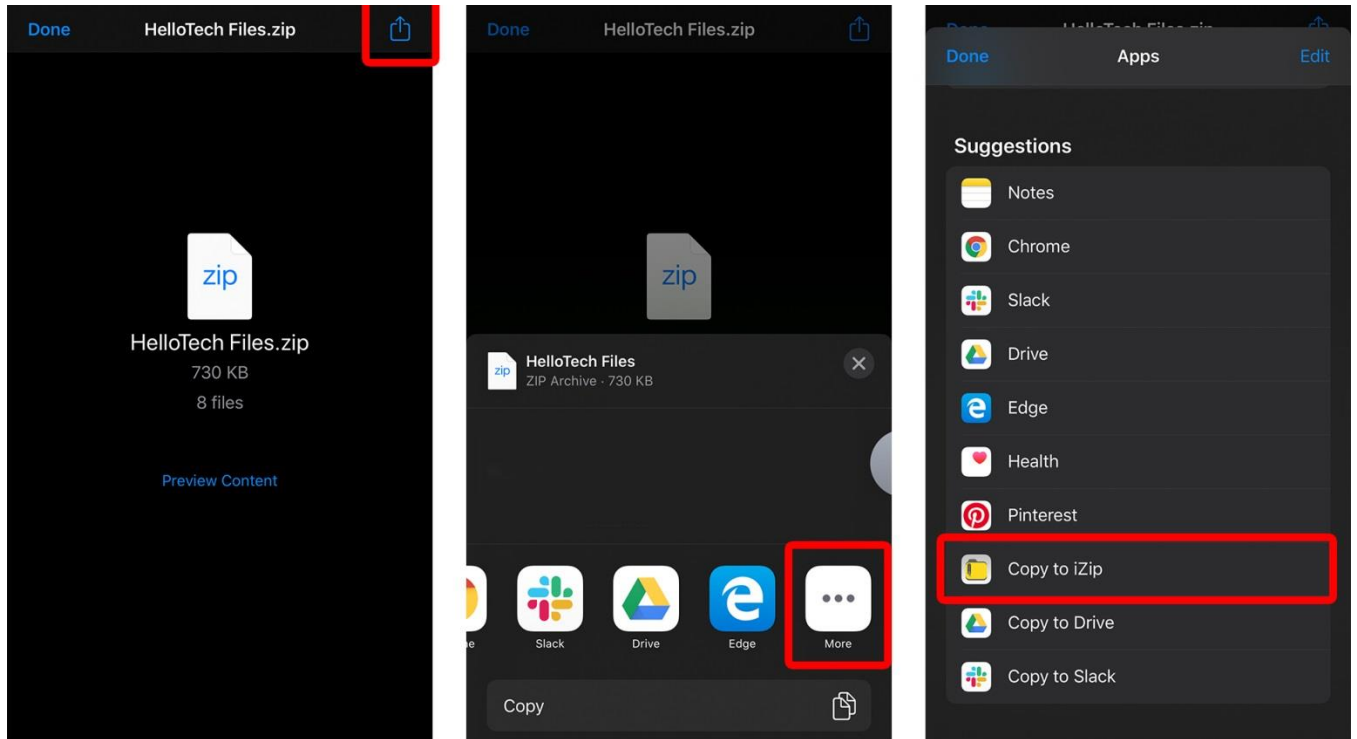 Done HelloTech Files.zip
zip
HelloTech Files.zip
730 KB
8 files
Preview Content
Done HelloTech Files.zip
zip
zip
HelloTech Files
ZIP Archive · 730 KB
Slack
Drive
Edge
More
Copy
Done Apps Edit
Suggestions
Notes
Chrome
Slack
Drive
Edge
Health
Pinterest
Copy to iZip
Copy to Drive
Copy to Slack